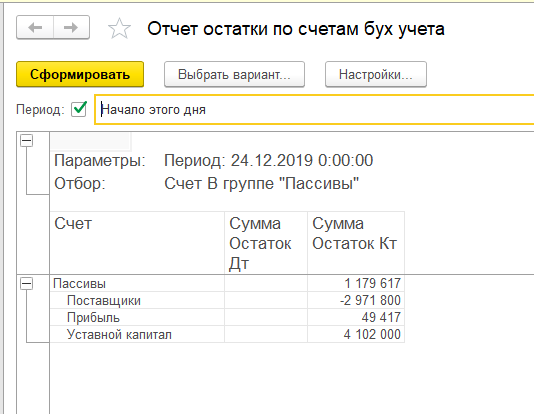 Отчет остатки по счетам бух учета
Сформировать Выбрать вариант... Настройки...
Период: Начало этого дня
Параметры: Период: 24.12.2019 0:00:00
Отбор: Счет В группе "Пассивы"
Счет Сумма Сумма
Остаток Остаток Кт
Дт
Пассивы 1 179 617
Поставщики -2 971 800
Прибыль 49 417
Уставной капитал 4 102 000